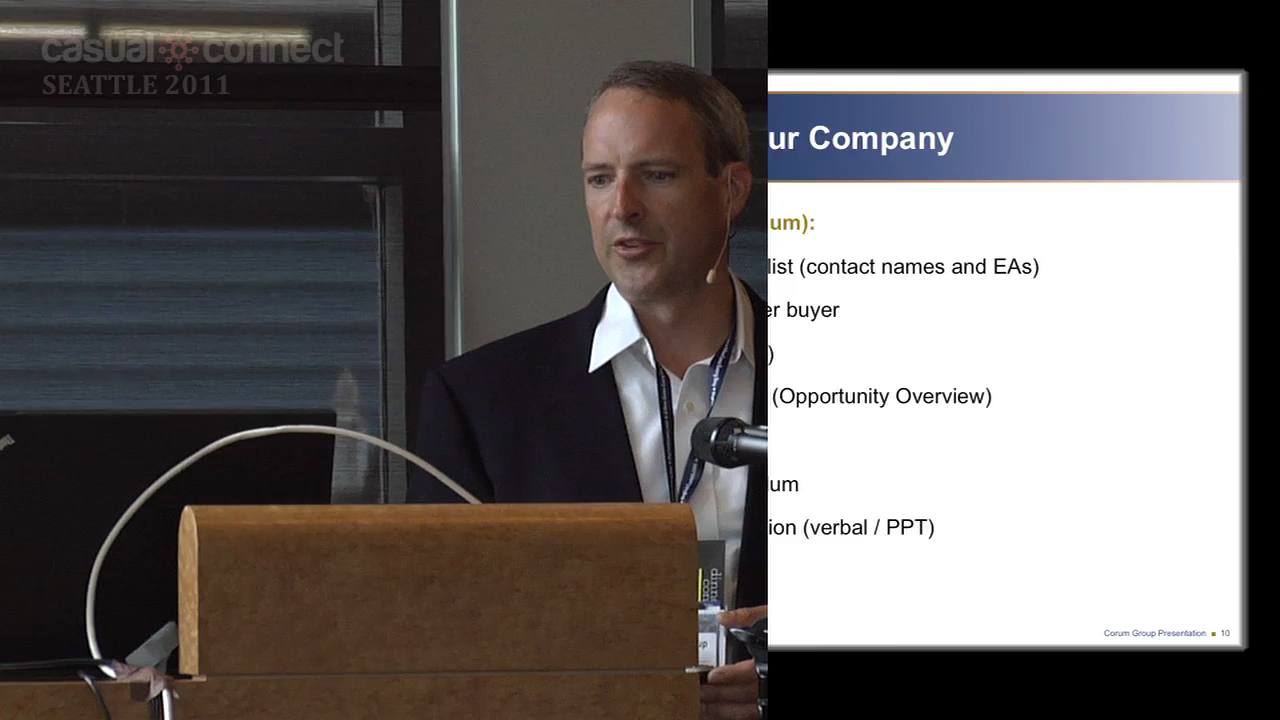 casual connect
SEATTLE 2011
ur Company
um):
list (contact names and EAs)
er buyer
)
(Opportunity Overview)
um
ion (verbal / PPT)
Corum Group Presentation ■ 10